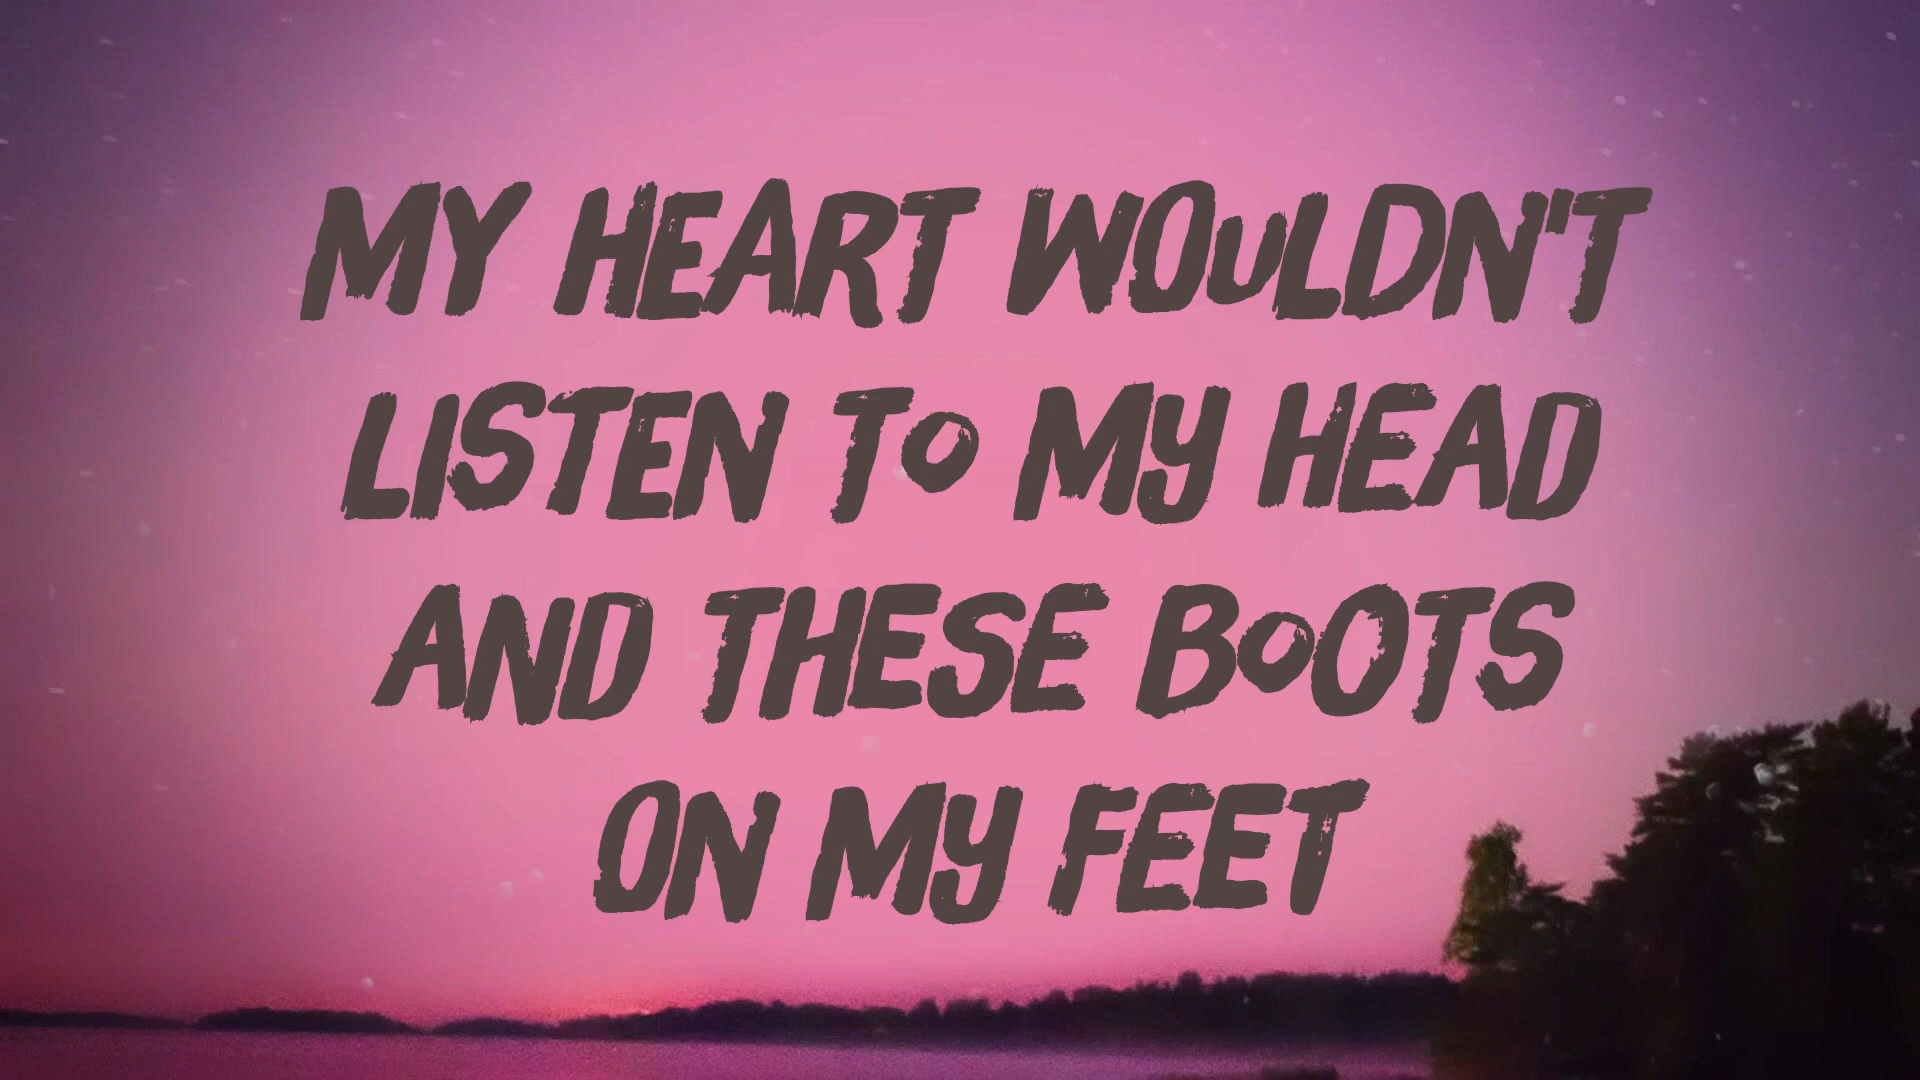 MY HEART WOULDN'T
LISTEN TO MY HEAD
AND THESE BOOTS
ON MY FEET